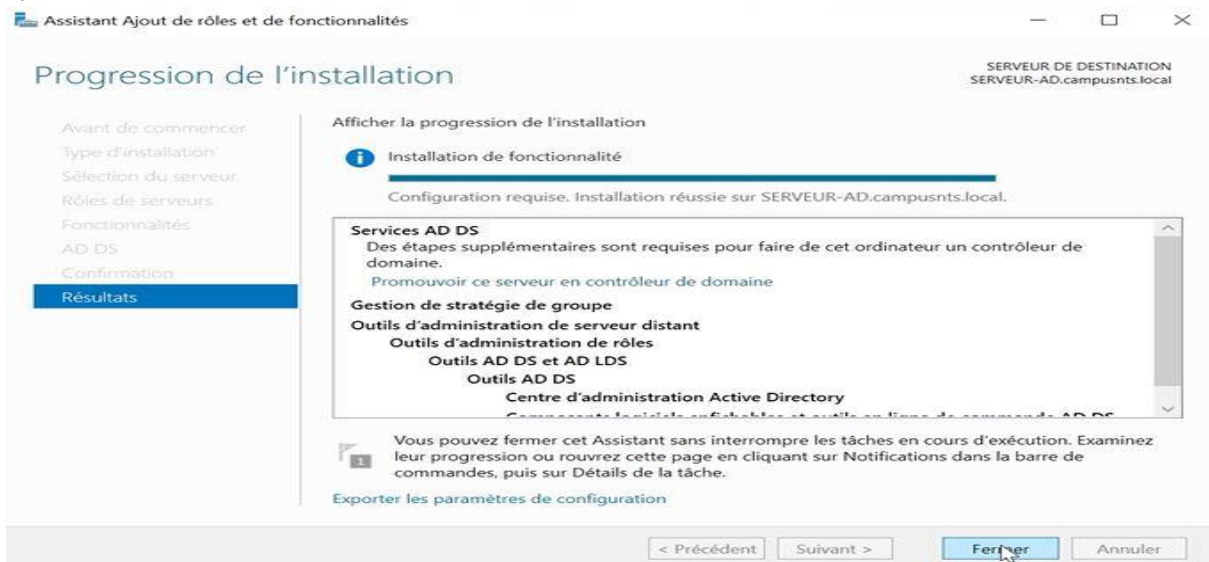 Assistant Ajout de rôles et de fonctionnalités
Progression de l'installation
SERVEUR DE DESTINATION
SERVEUR-AD.campusnts.local
Avant de commencer
Type d'installation
Sélection du serveur
Rôles de serveurs
Fonctionnalités
AD DS
Confirmation
Résultats
Afficher la progression de l'installation
Installation de fonctionnalité
Configuration requise. Installation réussie sur SERVEUR-AD.campusnts.local.
Services AD DS
Des étapes supplémentaires sont requises pour faire de cet ordinateur un contrôleur de
domaine.
Promouvoir ce serveur en contrôleur de domaine
Gestion de stratégie de groupe
Outils d'administration de serveur distant
Outils d'administration de rôles
Outils AD DS et AD LDS
Outils AD DS
Centre d'administration Active Directory
1
Vous pouvez fermer cet Assistant sans interrompre les tâches en cours d'exécution. Examinez
leur progression ou rouvrez cette page en cliquant sur Notifications dans la barre de
commandes, puis sur Détails de la tâche.
Exporter les paramètres de configuration
< Précédent
Suivant >
Fermer
Annuler